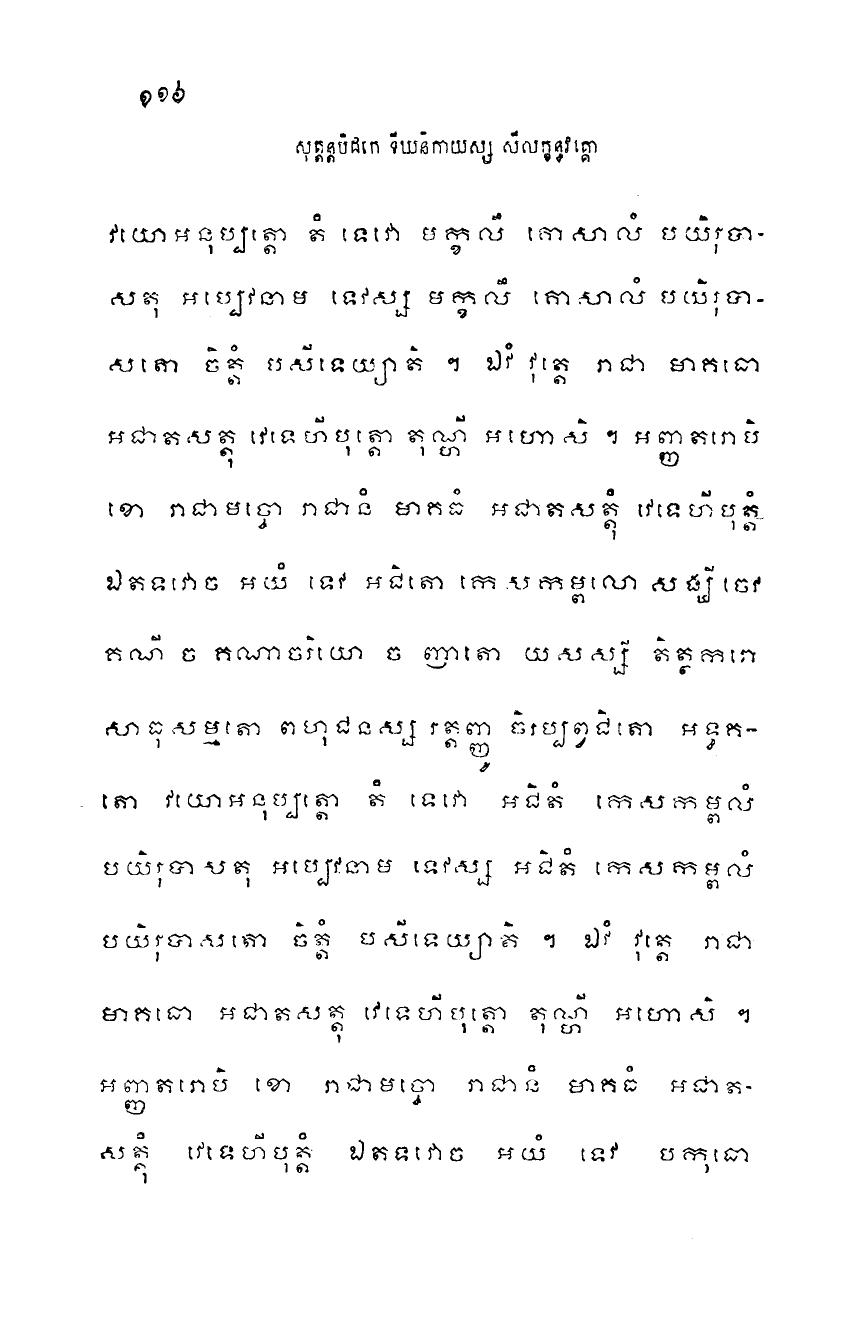 ១១៦
សុត្តន្តបិដកេ ទីឃនិកាយស្ស សីលក្ខន្ធវគ្គោ
វយោអនុប្បត្តោ តំ ទេវោ មក្ខលឹ គោសាលំ បយិរុបា-
សតុ អប្បេវនាម ទេវស្ស មក្ខលឹ គោសាលំ បយិរុបា-
សតោ ចិត្តំ បសីទេយ្យាតិ ។ ឯវំ វុត្តេ រាជា មាគធោ
អជាតសត្តុ វេទេហីបុត្តោ តុណ្ហី អហោសិ ។ អញ្ញតរោបិ
ខោ រាជាមច្ចោ រាជានំ មាគធំ អជាតសត្តុំ វេទេហីបុត្តំ
ឯតទវោច អយំ ទេវ អជិតោ កេសកម្ពលោ សង្ឃី ចេវ
គណី ច គណាចរិយោ ច ញាតោ យសស្សី តិត្ថករោ
សាធុសម្មតោ ពហុជនស្ស រត្តញ្ញូ ចិរប្បព្វជិតោ អទ្ធគ-
តោ វយោអនុប្បត្តោ តំ ទេវោ អជិតំ កេសកម្ពលំ
បយិរុបាសតុ អប្បេវនាម ទេវស្ស អជិតំ កេសកម្ពលំ
បយិរុបាសតោ ចិត្តំ បសីទេយ្យាតិ ។ ឯវំ វុត្តេ រាជា
មាគធោ អជាតសត្តុ វេទេហីបុត្តោ តុណ្ហី អហោសិ ។
អញ្ញតរោបិ ខោ រាជាមច្ចោ រាជានំ មាគធំ អជាត-
សត្តុំ វេទេហីបុត្តំ ឯតទវោច អយំ ទេវ បកុធោ